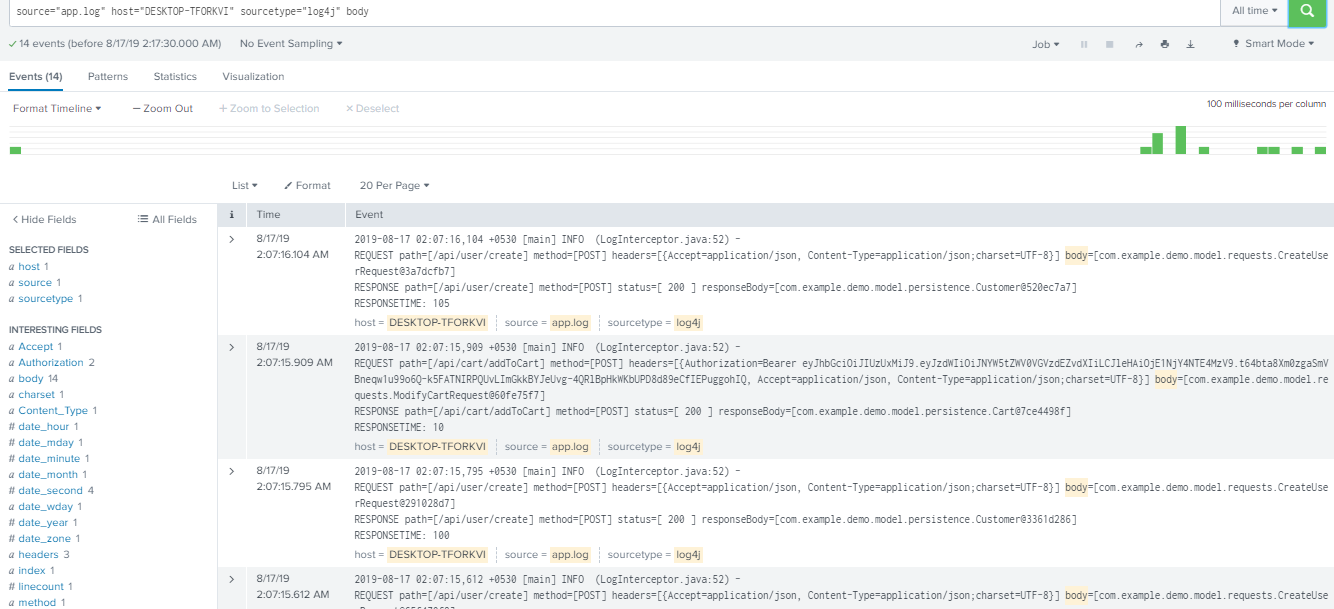 source="app.log" host="DESKTOP-TFORKVI" sourcetype="log4j" body
All time
14 events (before 8/17/19 2:17:30.000 AM) No Event Sampling Job Smart Mode
Events (14) Patterns Statistics Visualization
Format Timeline — Zoom Out + Zoom to Selection × Deselect 100 milliseconds per column
List Format 20 Per Page
Hide Fields All Fields
SELECTED FIELDS
a host 1
a source 1
a sourcetype 1
INTERESTING FIELDS
a Accept 1
a Authorization 2
a body 14
a charset 1
a Content_Type 1
# date_hour 1
# date_mday 1
# date_minute 1
a date_month 1
# date_second 4
a date_wday 1
# date_year 1
# date_zone 1
a headers 3
a index 1
# linecount 1
a method 1
i Time Event
8/17/19
2:07:16.104 AM
2019-08-17 02:07:16,104 +0530 [main] INFO (LogInterceptor.java:52) –
REQUEST path=[/api/user/create] method=[POST] headers=[{Accept=application/json, Content-Type=application/json;charset=UTF-8}] body=[com.example.demo.model.requests.CreateUse
rRequest@3a7dcfb7]
RESPONSE path=[/api/user/create] method=[POST] status=[ 200 ] responseBody=[com.example.demo.model.persistence.Customer@520ec7a7]
RESPONSETIME: 105
host = DESKTOP-TFORKVI source = app.log sourcetype = log4j
8/17/19
2:07:15.909 AM
2019-08-17 02:07:15,909 +0530 [main] INFO (LogInterceptor.java:52) –
REQUEST path=[/api/cart/addToCart] method=[POST] headers=[{Authorization=Bearer eyJhbGciOiJIUzUxMiJ9.eyJzdWIiOiJNYW5tZWV0VGVzdEZvdXIiLCJleHAiOjE1NjY4NTE4MzV9.t64bta8Xm0zgaSmV
Bneqw1u99o6Q-k5FATNIRPQUvLImGkkBYJeUvg-4QRlBpHkWKbUPD8d89eCfIEPuggohIQ, Accept=application/json, Content-Type=application/json;charset=UTF-8}] body=[com.example.demo.model.re
quests.ModifyCartRequest@60fe75f7]
RESPONSE path=[/api/cart/addToCart] method=[POST] status=[ 200 ] responseBody=[com.example.demo.model.persistence.Cart@7ce4498f]
RESPONSETIME: 10
host = DESKTOP-TFORKVI source = app.log sourcetype = log4j
8/17/19
2:07:15.795 AM
2019-08-17 02:07:15,795 +0530 [main] INFO (LogInterceptor.java:52) –
REQUEST path=[/api/user/create] method=[POST] headers=[{Accept=application/json, Content-Type=application/json;charset=UTF-8}] body=[com.example.demo.model.requests.CreateUse
rRequest@291028d7]
RESPONSE path=[/api/user/create] method=[POST] status=[ 200 ] responseBody=[com.example.demo.model.persistence.Customer@3361d286]
RESPONSETIME: 100
host = DESKTOP-TFORKVI source = app.log sourcetype = log4j
8/17/19
2:07:15.612 AM
2019-08-17 02:07:15,612 +0530 [main] INFO (LogInterceptor.java:52) –
REQUEST path=[/api/user/create] method=[POST] headers=[{Accept=application/json, Content-Type=application/json;charset=UTF-8}] body=[com.example.demo.model.requests.CreateUse